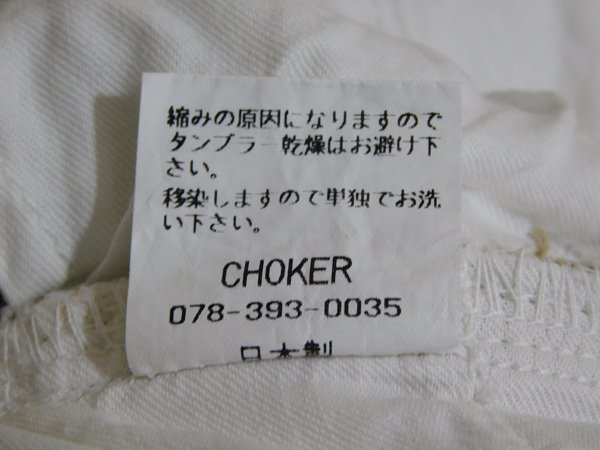 縮みの原因になりますので
タンブラー乾燥はお避け下
さい。
移染しますので単独でお洗
い下さい。
CHOKER
078-393-0035
日本製